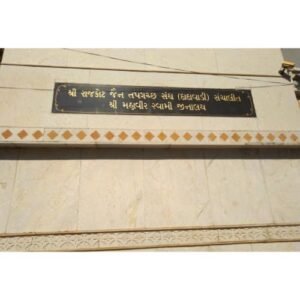 શ્રી રાજકોટ જૈન તપગચ્છ સંઘ (દાદાવાડી) સંચાલીત
શ્રી મહાવીર સ્વામી જીનાલય